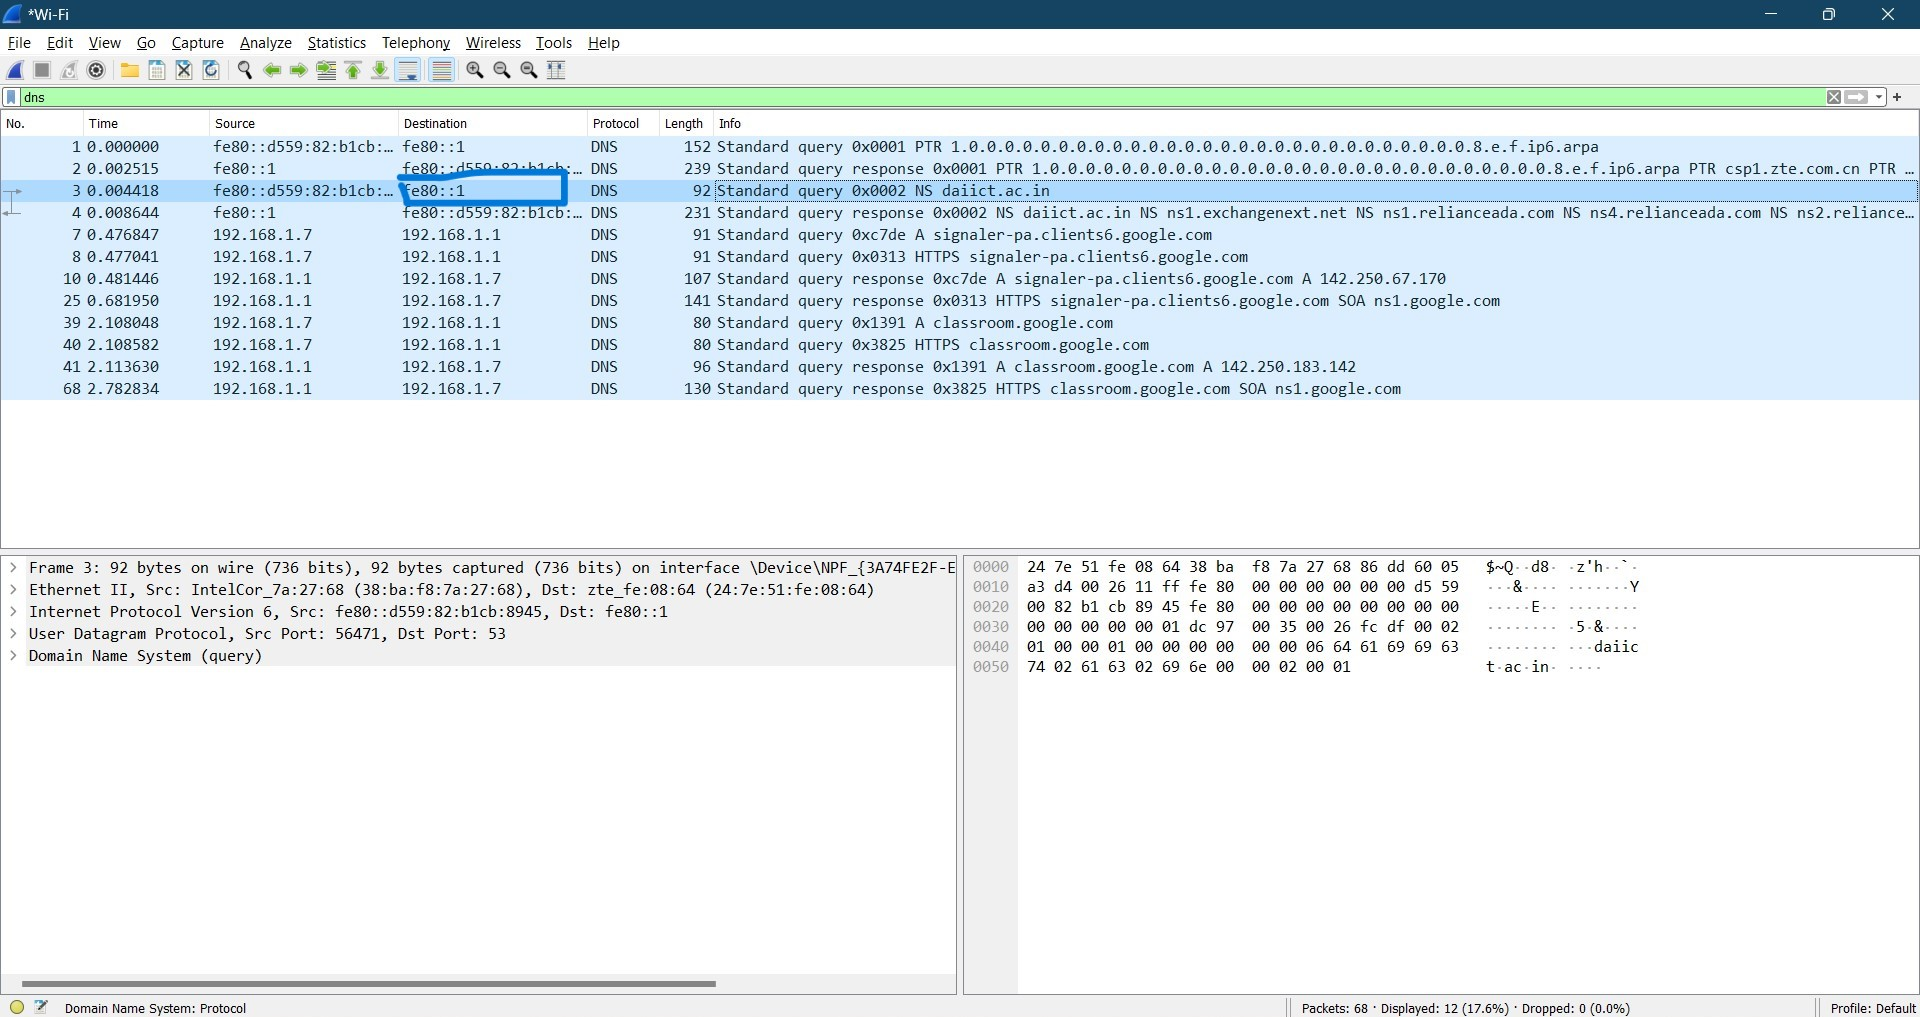 *Wi-Fi
File Edit View Go Capture Analyze Statistics Telephony Wireless Tools Help
dns
No. Time Source Destination Protocol Length Info
1 0.000000 fe80::d559:82:b1cb:… fe80::1 DNS 152 Standard query 0x0001 PTR 1.0.0.0.0.0.0.0.0.0.0.0.0.0.0.0.0.0.0.0.0.0.0.0.0.0.0.0.0.8.e.f.ip6.arpa
2 0.002515 fe80::1 fe80::d559:82:b1cb:… DNS 239 Standard query response 0x0001 PTR 1.0.0.0.0.0.0.0.0.0.0.0.0.0.0.0.0.0.0.0.0.0.0.0.0.0.0.0.0.8.e.f.ip6.arpa PTR csp1.zte.com.cn PTR …
3 0.004418 fe80::d559:82:b1cb:… fe80::1 DNS 92 Standard query 0x0002 NS daiict.ac.in
4 0.008644 fe80::1 fe80::d559:82:b1cb:… DNS 231 Standard query response 0x0002 NS daiict.ac.in NS ns1.exchangenext.net NS ns1.relianceada.com NS ns4.relianceada.com NS ns2.reliance…
7 0.476847 192.168.1.7 192.168.1.1 DNS 91 Standard query 0xc7de A signaler-pa.clients6.google.com
8 0.477041 192.168.1.7 192.168.1.1 DNS 91 Standard query 0x0313 HTTPS signaler-pa.clients6.google.com
10 0.481446 192.168.1.1 192.168.1.7 DNS 107 Standard query response 0xc7de A signaler-pa.clients6.google.com A 142.250.67.170
25 0.681950 192.168.1.1 192.168.1.7 DNS 141 Standard query response 0x0313 HTTPS signaler-pa.clients6.google.com SOA ns1.google.com
39 2.108048 192.168.1.7 192.168.1.1 DNS 80 Standard query 0x1391 A classroom.google.com
40 2.108582 192.168.1.7 192.168.1.1 DNS 80 Standard query 0x3825 HTTPS classroom.google.com
41 2.113630 192.168.1.1 192.168.1.7 DNS 96 Standard query response 0x1391 A classroom.google.com A 142.250.183.142
68 2.782834 192.168.1.1 192.168.1.7 DNS 130 Standard query response 0x3825 HTTPS classroom.google.com SOA ns1.google.com
Frame 3: 92 bytes on wire (736 bits), 92 bytes captured (736 bits) on interface \Device\NPF_{3A74FE2F-E
Ethernet II, Src: IntelCor_7a:27:68 (38:ba:f8:7a:27:68), Dst: zte_fe:08:64 (24:7e:51:fe:08:64)
Internet Protocol Version 6, Src: fe80::d559:82:b1cb:8945, Dst: fe80::1
User Datagram Protocol, Src Port: 56471, Dst Port: 53
Domain Name System (query)
0000 24 7e 51 fe 08 64 38 ba f8 7a 27 68 86 dd 60 05 $~Q··d8· ·z'h··`·
0010 a3 d4 00 26 11 ff fe 80 00 00 00 00 00 00 d5 59 ···&···· ·······Y
0020 00 82 b1 cb 89 45 fe 80 00 00 00 00 00 00 00 00 ·····E·· ········
0030 00 00 00 00 00 01 dc 97 00 35 00 26 fc df 00 02 ········ ·5·&····
0040 01 00 00 01 00 00 00 00 00 00 06 64 61 69 69 63 ········ ···daiic
0050 74 02 61 63 02 69 6e 00 00 02 00 01 t·ac·in· ····
Domain Name System: Protocol
Packets: 68 · Displayed: 12 (17.6%) · Dropped: 0 (0.0%)
Profile: Default